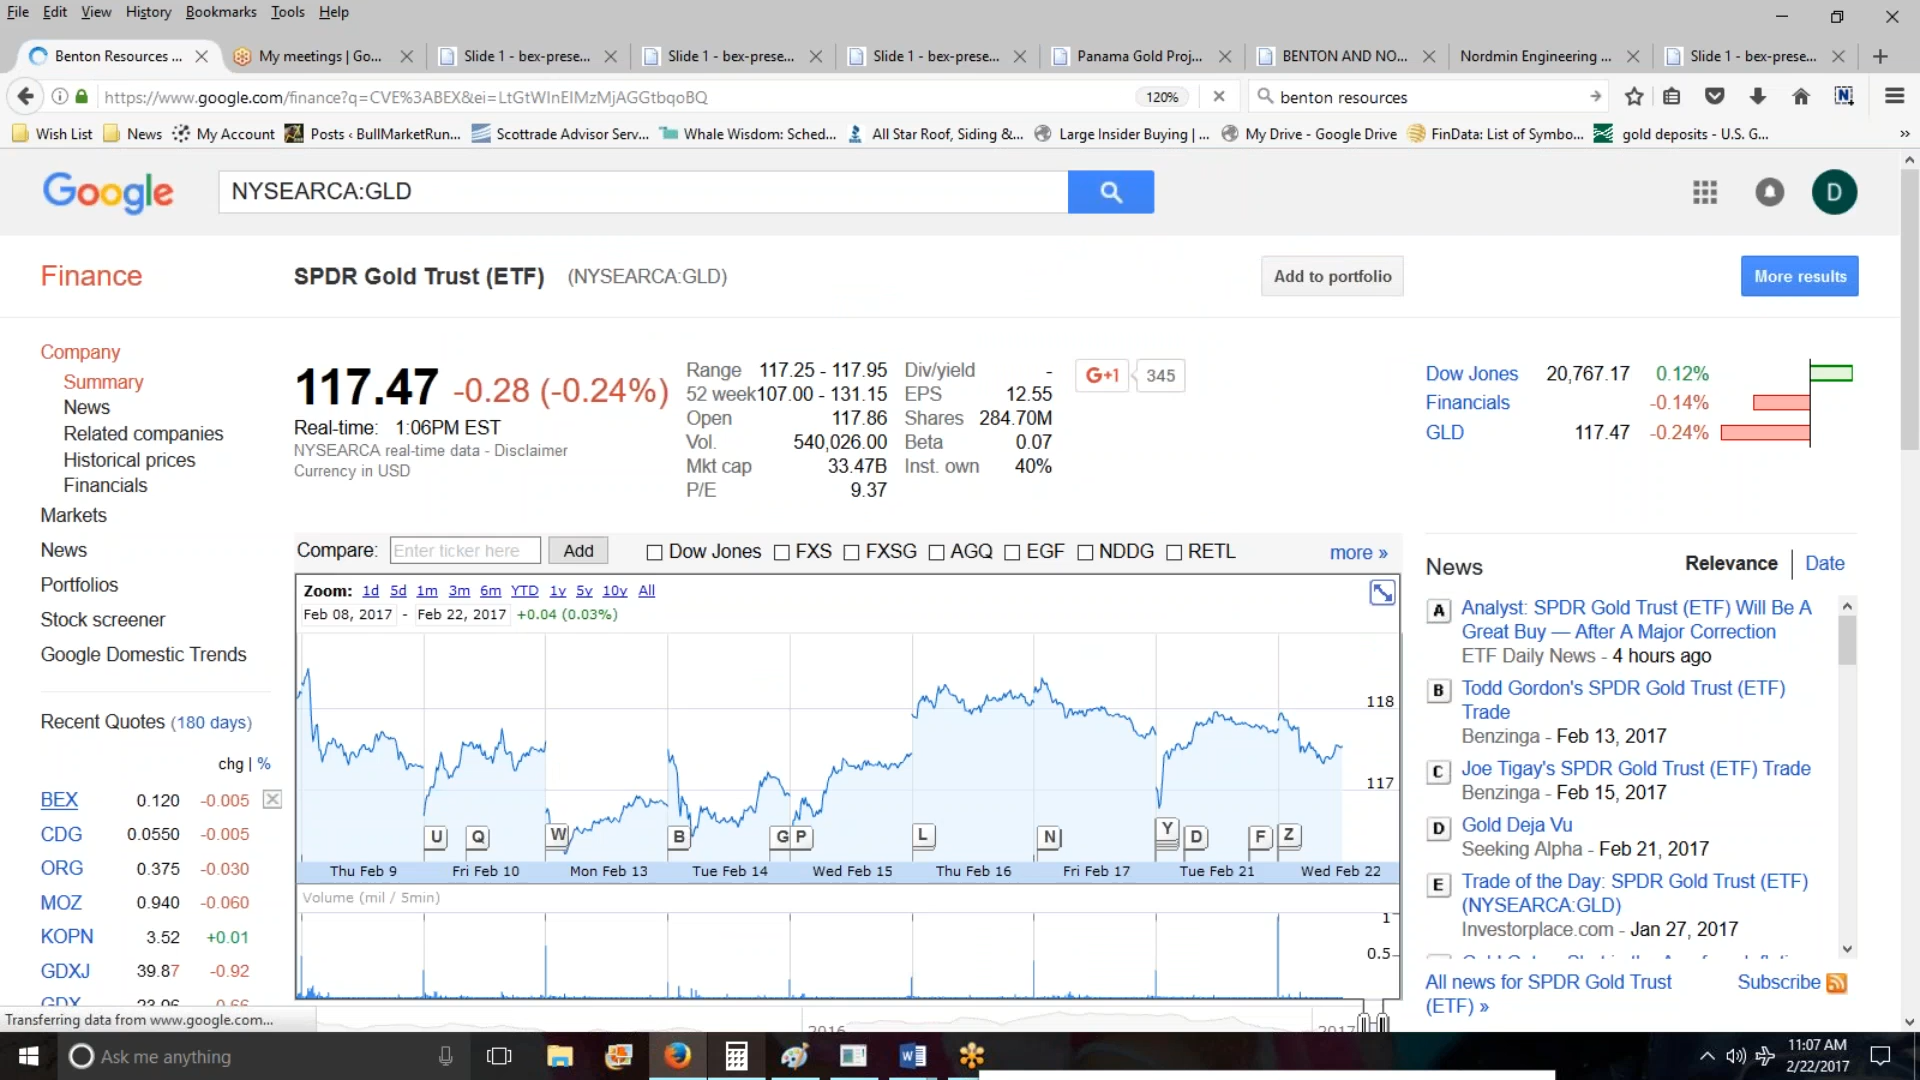 File Edit View History Bookmarks Tools Help
Benton Resources ... My meetings | Go... Slide 1 - bex-prese... Slide 1 - bex-prese... Slide 1 - bex-prese... Panama Gold Proj... BENTON AND NO... Nordmin Engineering ... Slide 1 - bex-prese...
https://www.google.com/finance?q=CVE%3ABEX&ei=LtGtWInEIMzMjAGGtbqoBQ 120% benton resources
Wish List News My Account Posts ‹ BullMarketRun... Scottrade Advisor Serv... Whale Wisdom: Sched... All Star Roof, Siding &... Large Insider Buying | ... My Drive - Google Drive FinData: List of Symbo... gold deposits - U.S. G... »
Google NYSEARCA:GLD D
Finance SPDR Gold Trust (ETF) (NYSEARCA:GLD) Add to portfolio More results
Company
Summary
News
Related companies
Historical prices
Financials
Markets
News
Portfolios
Stock screener
Google Domestic Trends
Recent Quotes (180 days)
chg | %
BEX 0.120 -0.005
CDG 0.0550 -0.005
ORG 0.375 -0.030
MOZ 0.940 -0.060
KOPN 3.52 +0.01
GDXJ 39.87 -0.92
117.47 -0.28 (-0.24%)
Real-time: 1:06PM EST
NYSEARCA real-time data - Disclaimer
Currency in USD
Range 117.25 - 117.95 Div/yield -
52 week 107.00 - 131.15 EPS 12.55
Open 117.86 Shares 284.70M
Vol. 540,026.00 Beta 0.07
Mkt cap 33.47B Inst. own 40%
P/E 9.37
G+1 345
Dow Jones 20,767.17 0.12%
Financials -0.14%
GLD 117.47 -0.24%
Compare: Enter ticker here Add Dow Jones FXS FXSG AGQ EGF NDDG RETL more »
Zoom: 1d 5d 1m 3m 6m YTD 1y 5y 10y All
Feb 08, 2017 - Feb 22, 2017 +0.04 (0.03%)
118
117
U Q W B G P L N Y D F Z
Thu Feb 9 Fri Feb 10 Mon Feb 13 Tue Feb 14 Wed Feb 15 Thu Feb 16 Fri Feb 17 Tue Feb 21 Wed Feb 22
Volume (mil / 5min)
1
0.5
2016 2017
News Relevance Date
A Analyst: SPDR Gold Trust (ETF) Will Be A
Great Buy — After A Major Correction
ETF Daily News - 4 hours ago
B Todd Gordon's SPDR Gold Trust (ETF)
Trade
Benzinga - Feb 13, 2017
C Joe Tigay's SPDR Gold Trust (ETF) Trade
Benzinga - Feb 15, 2017
D Gold Deja Vu
Seeking Alpha - Feb 21, 2017
E Trade of the Day: SPDR Gold Trust (ETF)
(NYSEARCA:GLD)
Investorplace.com - Jan 27, 2017
All news for SPDR Gold Trust Subscribe
(ETF) »
Transferring data from www.google.com...
Ask me anything
11:07 AM
2/22/2017